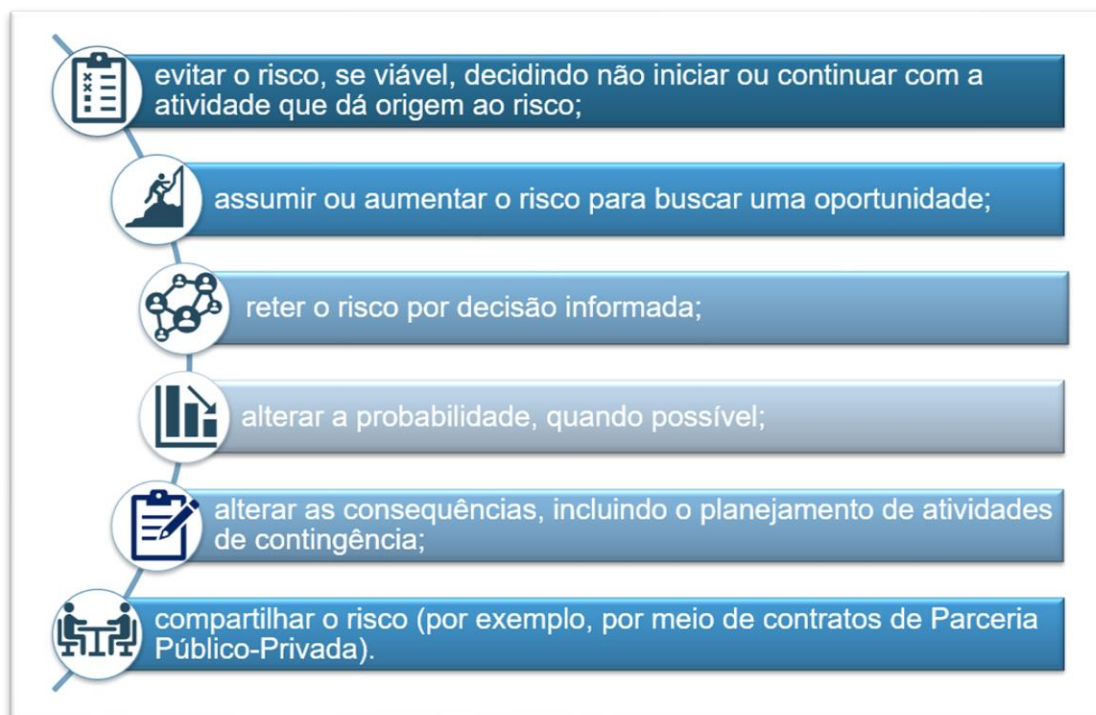 evitar o risco, se viável, decidindo não iniciar ou continuar com a
atividade que dá origem ao risco;
assumir ou aumentar o risco para buscar uma oportunidade;
reter o risco por decisão informada;
alterar a probabilidade, quando possível;
alterar as consequências, incluindo o planejamento de atividades
de contingência;
compartilhar o risco (por exemplo, por meio de contratos de Parceria
Público-Privada).